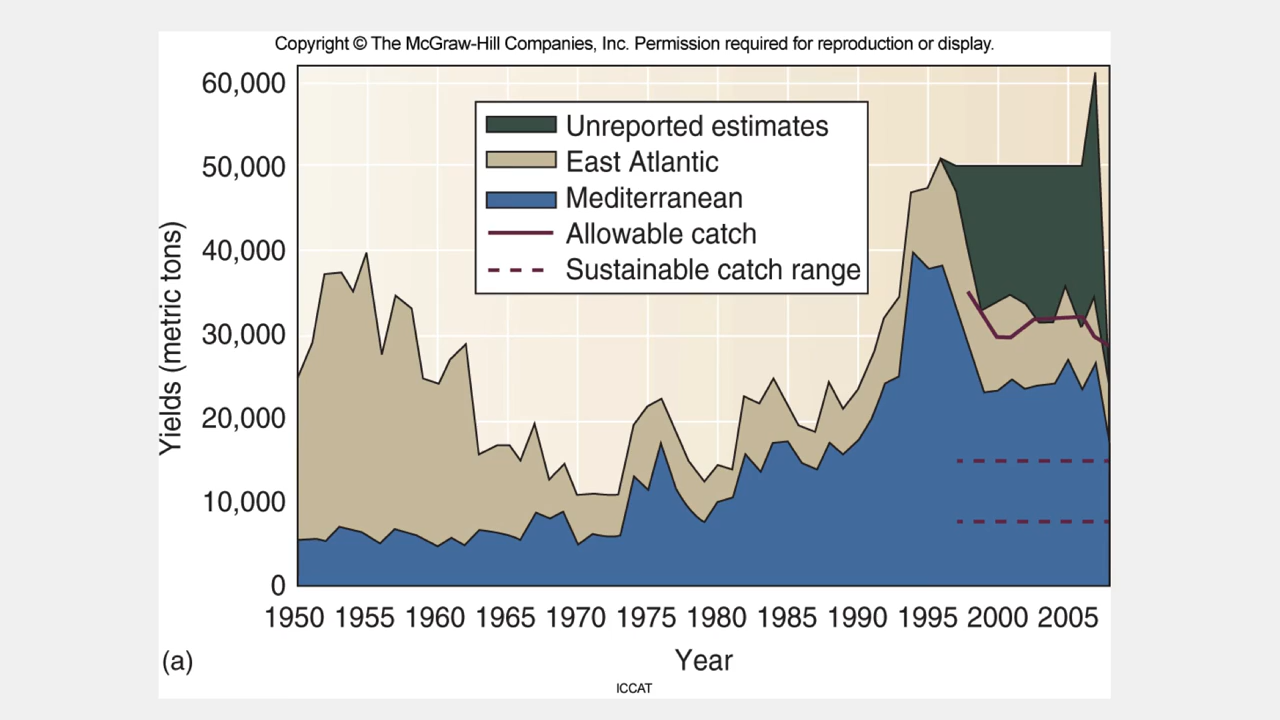 Copyright © The McGraw-Hill Companies, Inc. Permission required for reproduction or display.
60,000
50,000
40,000
30,000
20,000
10,000
0
Yields (metric tons)
Unreported estimates
East Atlantic
Mediterranean
Allowable catch
Sustainable catch range
1950 1955 1960 1965 1970 1975 1980 1985 1990 1995 2000 2005
(a)
Year
ICCAT